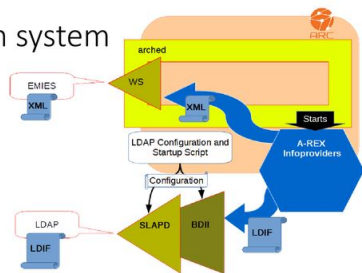 n system
ARC
arched
EMIES
XML
WS
XML
Starts
A-REX
Infoproviders
LDAP Configuration and
Startup Script
Configuration
LDAP
LDIF
SLAPD
BDII
LDIF